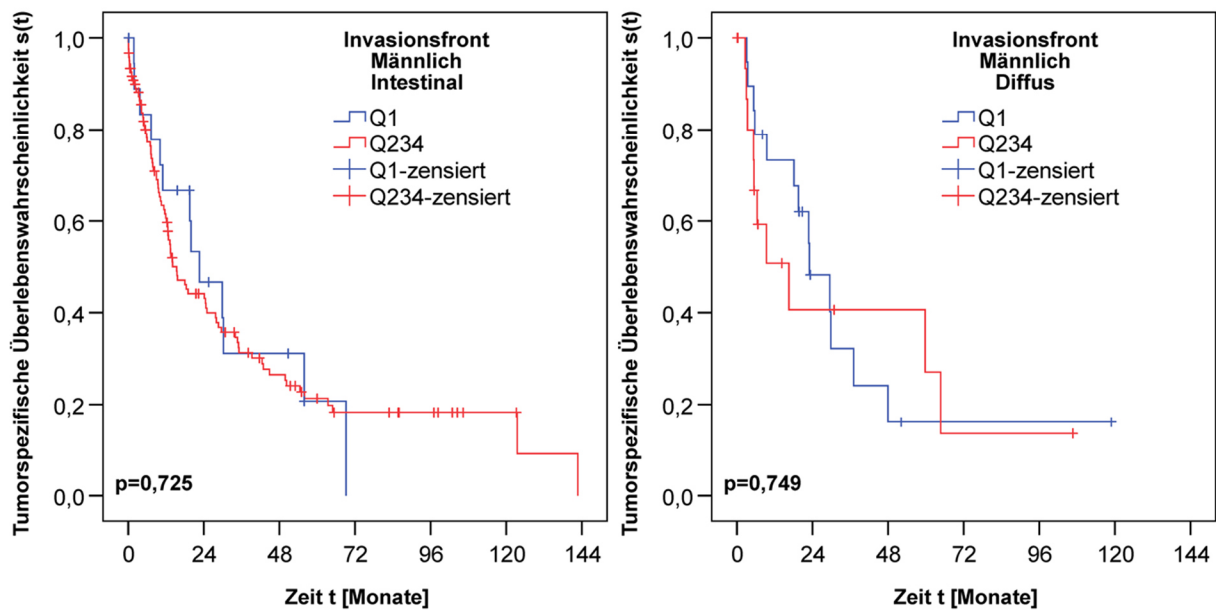 Tumorspezifische Überlebenswahrscheinlichkeit s(t)
1,0
0,8
0,6
0,4
0,2
0,0
Invasionsfront
Männlich
Intestinal
Q1
Q234
Q1-zensiert
Q234-zensiert
p=0,725
0 24 48 72 96 120 144
Zeit t [Monate]
Tumorspezifische Überlebenswahrscheinlichkeit s(t)
1,0
0,8
0,6
0,4
0,2
0,0
Invasionsfront
Männlich
Diffus
Q1
Q234
Q1-zensiert
Q234-zensiert
p=0,749
0 24 48 72 96 120 144
Zeit t [Monate]